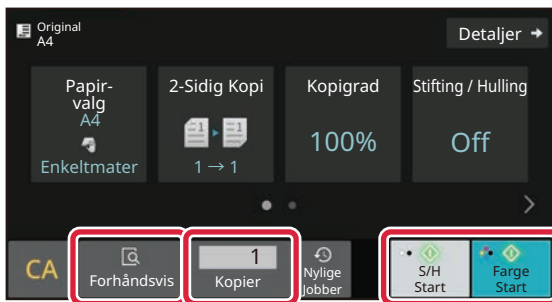 Original
A4
Detaljer
Papir-
valg
A4
Enkeltmater
2-Sidig Kopi
1 → 1
Kopigrad
100%
Stifting / Hulling
Off
CA
Forhåndsvis
1
Kopier
Nylige
Jobber
S/H
Start
Farge
Start